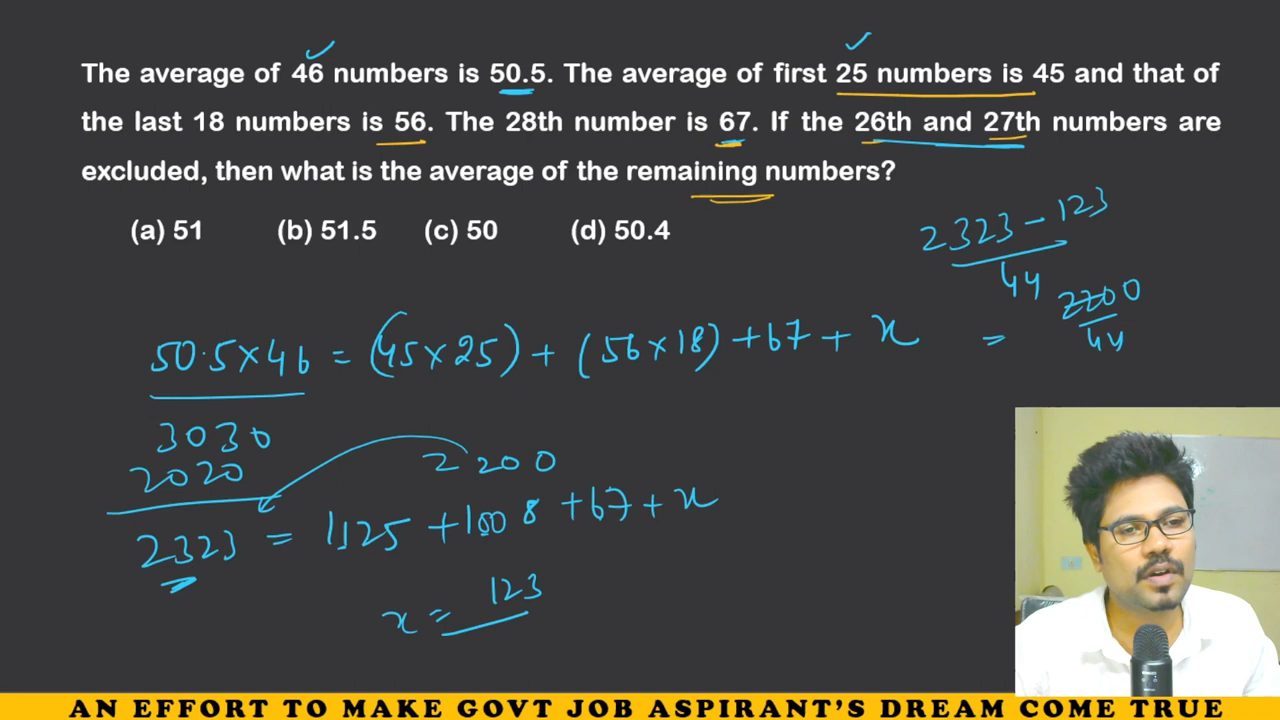 The average of 46 numbers is 50.5. The average of first 25 numbers is 45 and that of
the last 18 numbers is 56. The 28th number is 67. If the 26th and 27th numbers are
excluded, then what is the average of the remaining numbers?
(a) 51 (b) 51.5 (c) 50 (d) 50.4
2323 - 123
44
= 2200
44
50.5 × 46 = (45 × 25) + (56 × 18) + 67 + x
3030
2020
2200
2323 = 1125 + 1008 + 67 + x
x = 123
AN EFFORT TO MAKE GOVT JOB ASPIRANT'S DREAM COME TRUE